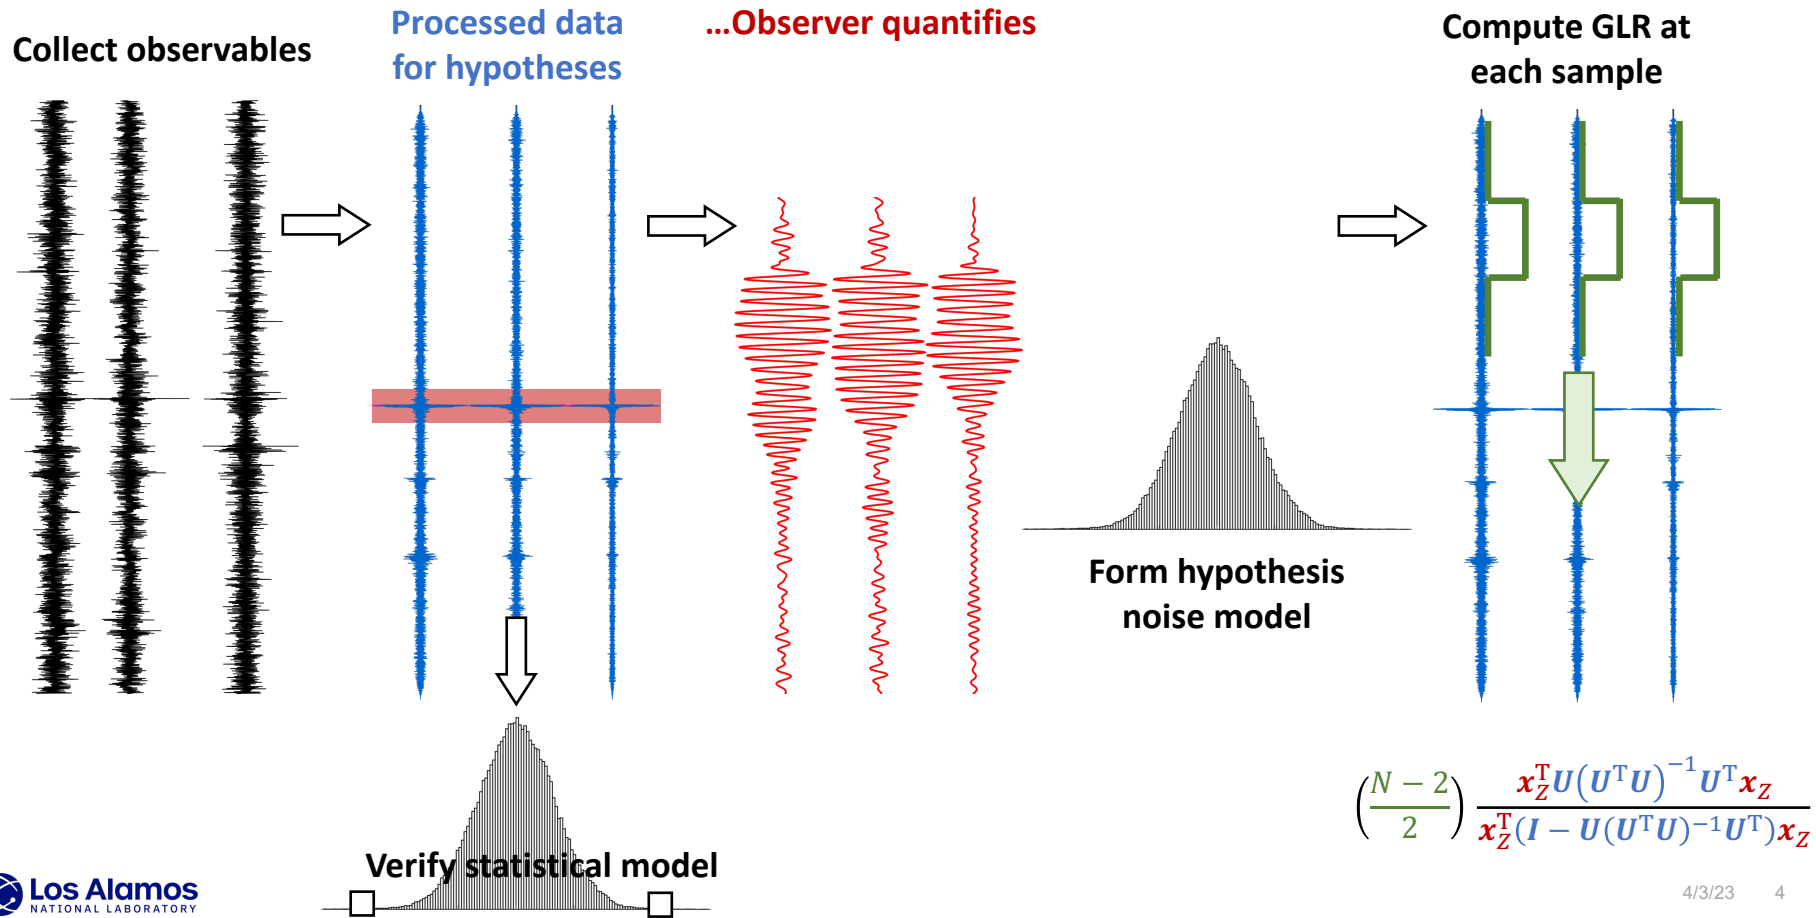 Collect observables
Processed data
for hypotheses
...Observer quantifies
Compute GLR at
each sample
Form hypothesis
noise model
Verify statistical model
(N − 2 / 2) x_Z^T U(U^T U)^−1 U^T x_Z / x_Z^T (I − U(U^T U)^−1 U^T) x_Z
Los Alamos
NATIONAL LABORATORY
4/3/23 4